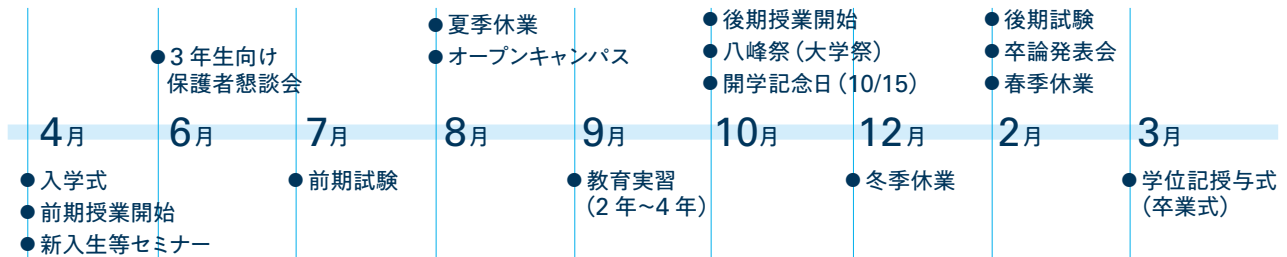 ●夏季休業
●オープンキャンパス
●後期授業開始
●八峰祭（大学祭）
●開学記念日（10/15）
●後期試験
●卒論発表会
●春季休業
●3年生向け
保護者懇談会
4月 6月 7月 8月 9月 10月 12月 2月 3月
●入学式
●前期授業開始
●新入生等セミナー
●前期試験
●教育実習
（2年～4年）
●冬季休業
●学位記授与式
（卒業式）